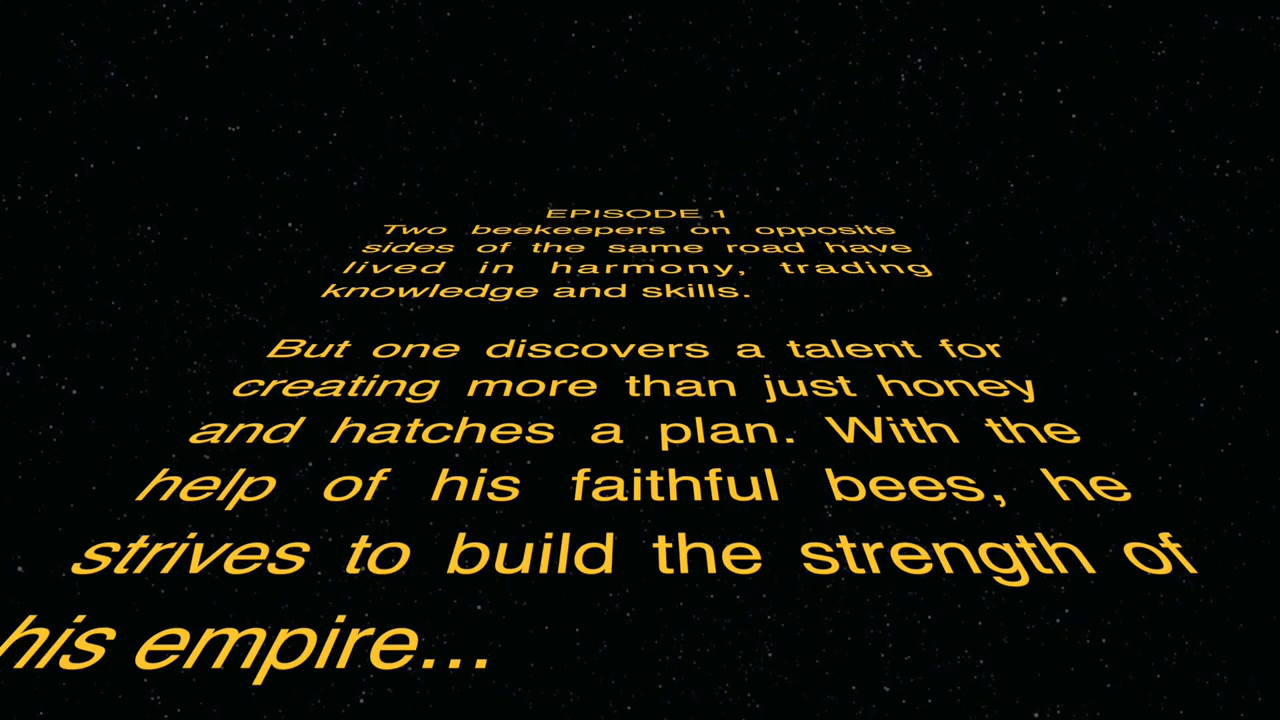 EPISODE 1
Two beekeepers on opposite
sides of the same road have
lived in harmony, trading
knowledge and skills.
But one discovers a talent for
creating more than just honey
and hatches a plan. With the
help of his faithful bees, he
strives to build the strength of
his empire...